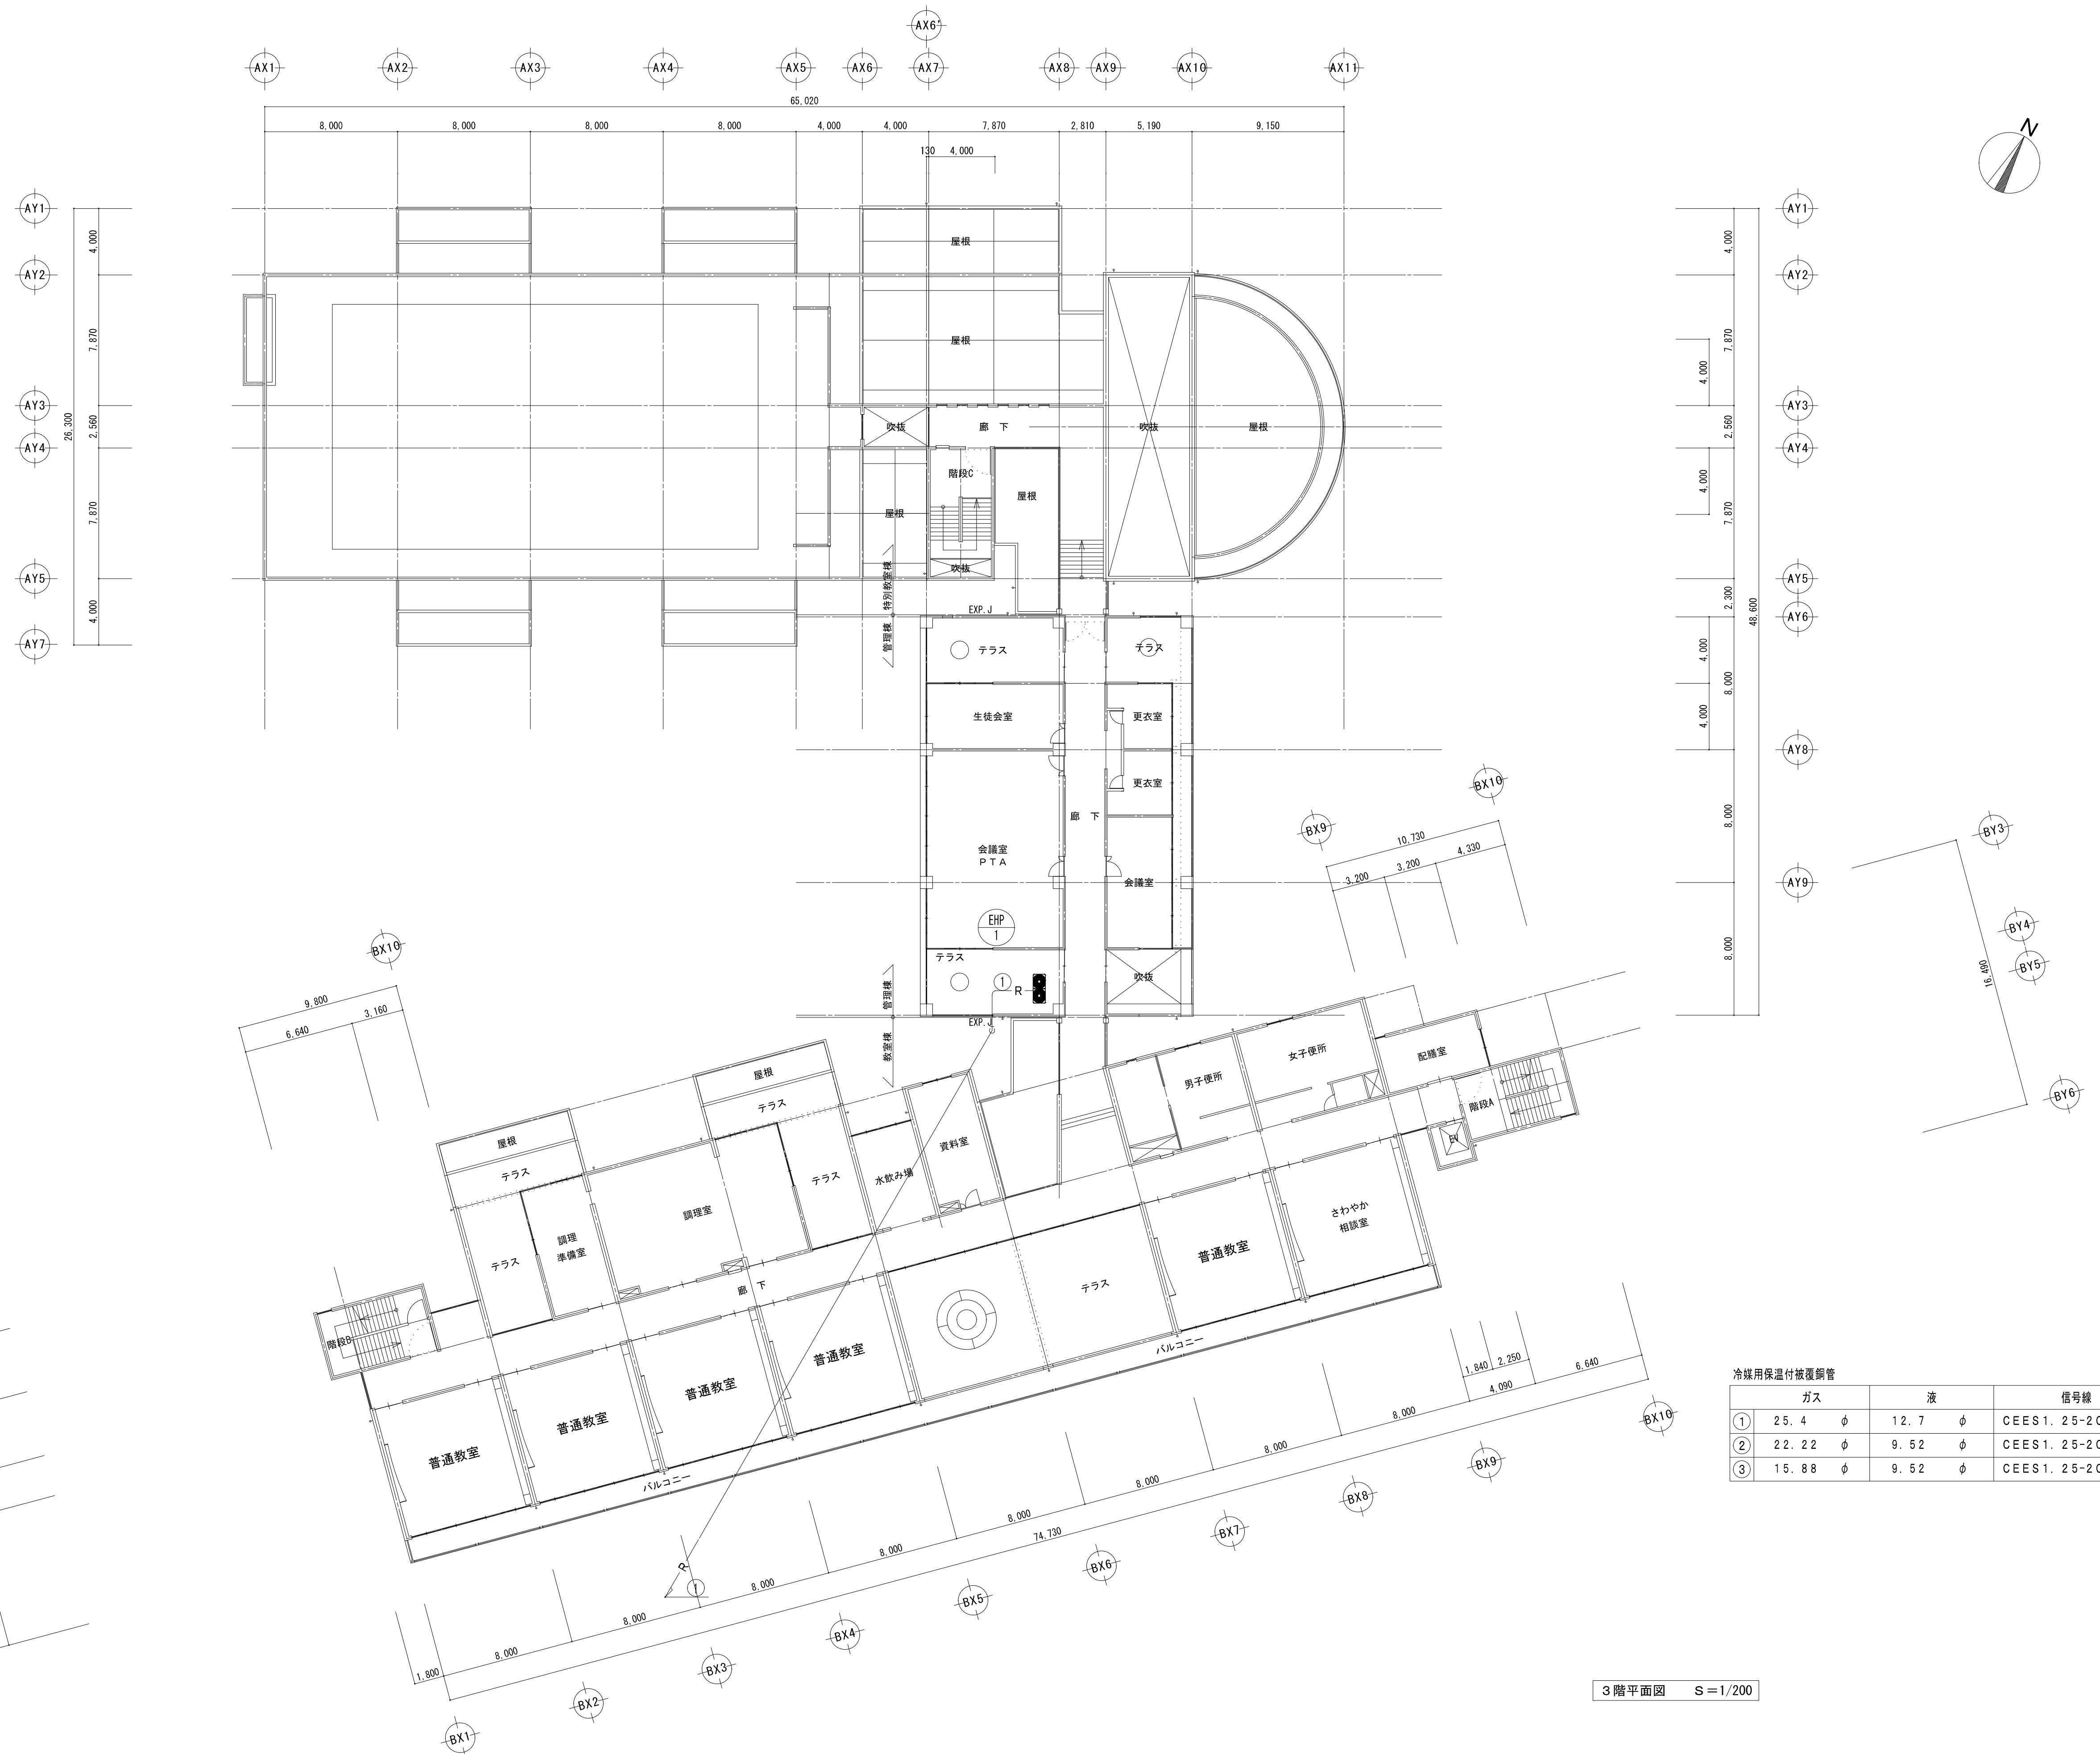 AX6'
AX1
AX2
AX3
AX4
AX5
AX6
AX7
AX8
AX9
AX10
AX11
65,020
8,000
8,000
8,000
8,000
4,000
4,000
7,870
2,810
5,190
9,150
130
4,000
N
AY1
AY2
AY3
AY4
AY5
AY7
4,000
7,870
2,560
7,870
4,000
26,300
AY1
AY2
AY3
AY4
AY5
AY6
AY8
AY9
4,000
7,870
4,000
2,560
4,000
7,870
2,300
4,000
8,000
4,000
8,000
8,000
48,600
屋根
屋根
吹抜
廊 下
吹抜
屋根
階段C
屋根
屋根
吹抜
特別教室棟
管理棟
EXP.J
テラス
テラス
生徒会室
更衣室
更衣室
廊 下
会議室
PTA
会議室
EHP
1
テラス
1
R
吹抜
管理棟
教室棟
EXP.J
BX9
BX10
10,730
3,200
3,200
4,330
BY3
BY4
BY5
BY6
16,490
BX10
9,800
6,640
3,160
屋根
テラス
屋根
テラス
テラス
調理
準備室
調理室
テラス
水飲み場
資料室
男子便所
女子便所
配膳室
階段A
EV
階段B
廊 下
普通教室
普通教室
普通教室
普通教室
テラス
普通教室
さわやか
相談室
バルコニー
バルコニー
R
1
1,800
8,000
8,000
8,000
8,000
8,000
8,000
8,000
8,000
4,090
1,840
2,250
6,640
74,730
BX1
BX2
BX3
BX4
BX5
BX6
BX7
BX8
BX9
BX10
冷媒用保温付被覆銅管
ガス 液 信号線
1 25.4 φ 12.7 φ CEES1.25-2C
2 22.22 φ 9.52 φ CEES1.25-2C
3 15.88 φ 9.52 φ CEES1.25-2C
3階平面図 S=1/200